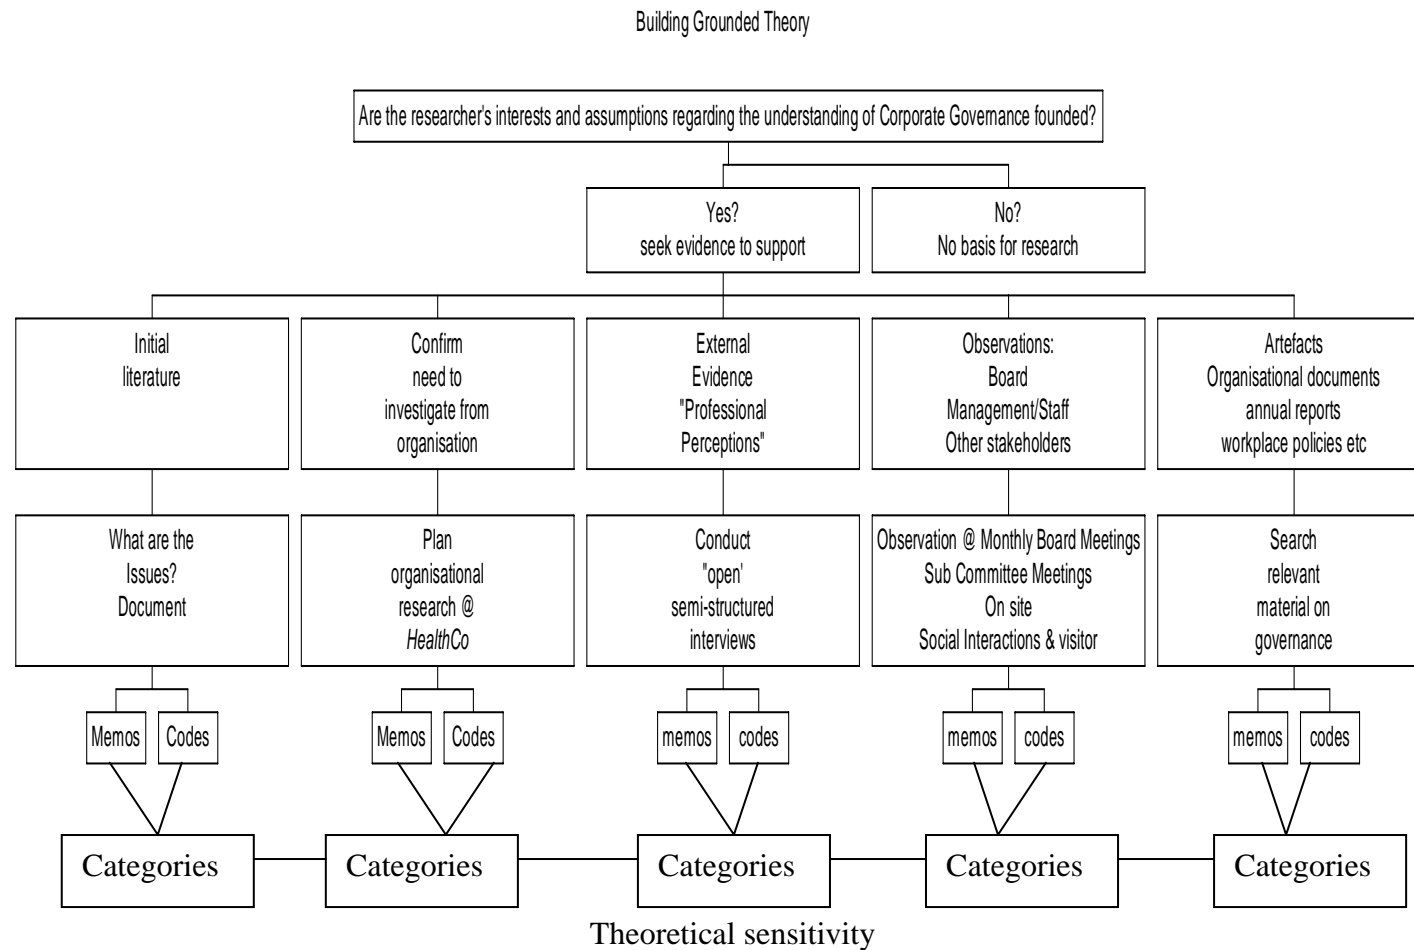 Building Grounded Theory
Are the researcher's interests and assumptions regarding the understanding of Corporate Governance founded?
Yes?
seek evidence to support
No?
No basis for research
Initial
literature
Confirm
need to
investigate from
organisation
External
Evidence
"Professional
Perceptions"
Observations:
Board
Management/Staff
Other stakeholders
Artefacts
Organisational documents
annual reports
workplace policies etc
What are the
Issues?
Document
Plan
organisational
research @
HealthCo
Conduct
"open'
semi-structured
interviews
Observation @ Monthly Board Meetings
Sub Committee Meetings
On site
Social Interactions & visitor
Search
relevant
material on
governance
Memos
Codes
Memos
Codes
memos
codes
memos
codes
memos
codes
Categories
Categories
Categories
Categories
Categories
Theoretical sensitivity